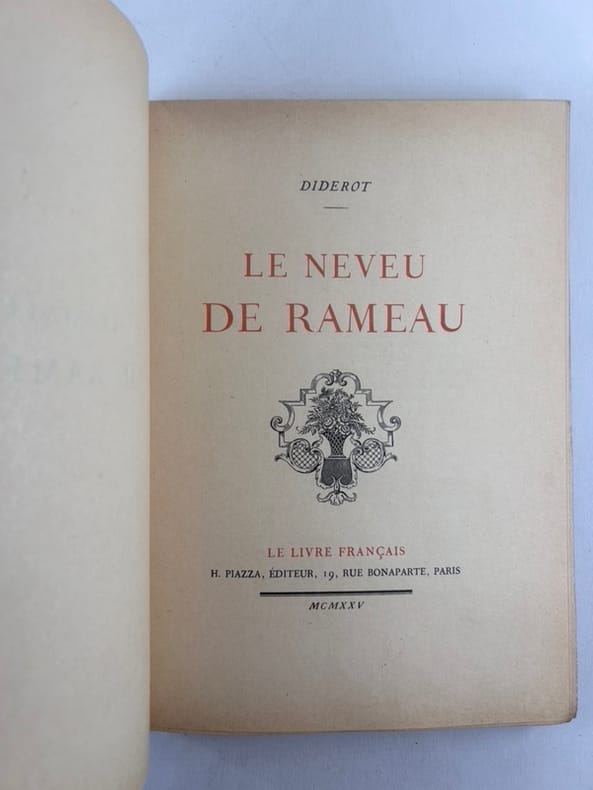 DIDEROT
LE NEVEU
DE RAMEAU
LE LIVRE FRANÇAIS
H. PIAZZA, ÉDITEUR, 19, RUE BONAPARTE, PARIS
MCMXXV